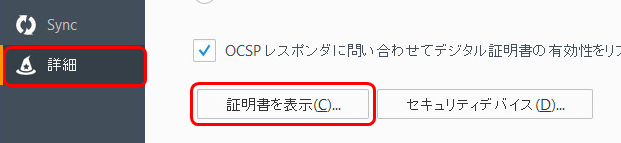 Sync
OCSP レスポンダに問い合わせてデジタル証明書の有効性をリ
詳細
証明書を表示(C)...
セキュリティデバイス(D)...